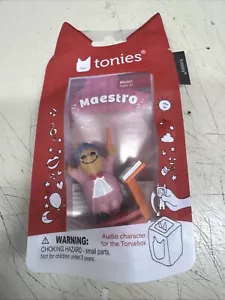 tonies®
Maestro
WARNING:
CHOKING HAZARD - small parts.
Not for children under 3 years.
Audio character
for the Toniebox